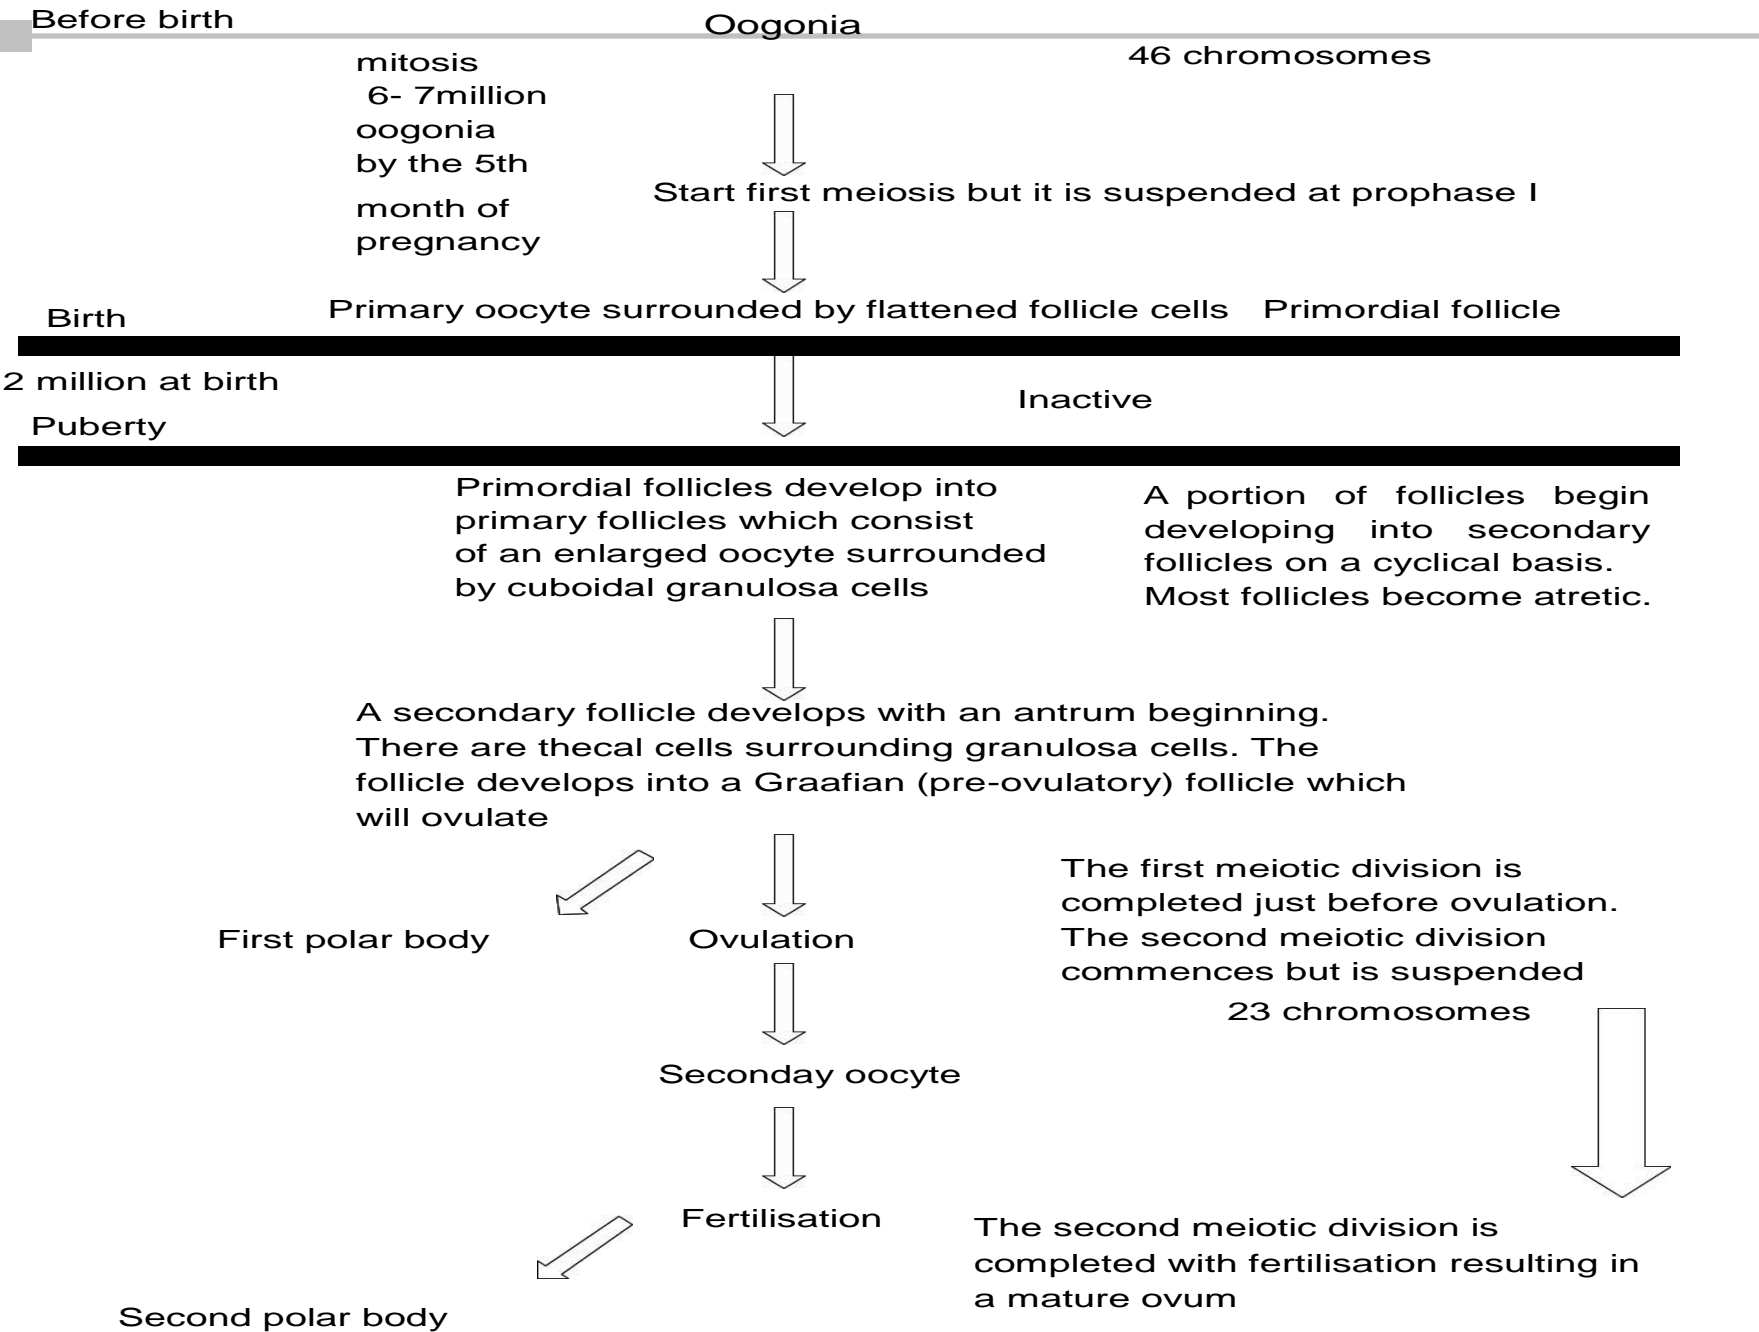 Before birth
Oogonia
46 chromosomes
mitosis
6- 7million
oogonia
by the 5th
month of
pregnancy
Start first meiosis but it is suspended at prophase I
Birth
Primary oocyte surrounded by flattened follicle cells
Primordial follicle
2 million at birth
Inactive
Puberty
Primordial follicles develop into
primary follicles which consist
of an enlarged oocyte surrounded
by cuboidal granulosa cells
A portion of follicles begin
developing into secondary
follicles on a cyclical basis.
Most follicles become atretic.
A secondary follicle develops with an antrum beginning.
There are thecal cells surrounding granulosa cells. The
follicle develops into a Graafian (pre-ovulatory) follicle which
will ovulate
First polar body
Ovulation
The first meiotic division is
completed just before ovulation.
The second meiotic division
commences but is suspended
23 chromosomes
Seconday oocyte
Fertilisation
The second meiotic division is
completed with fertilisation resulting in
a mature ovum
Second polar body